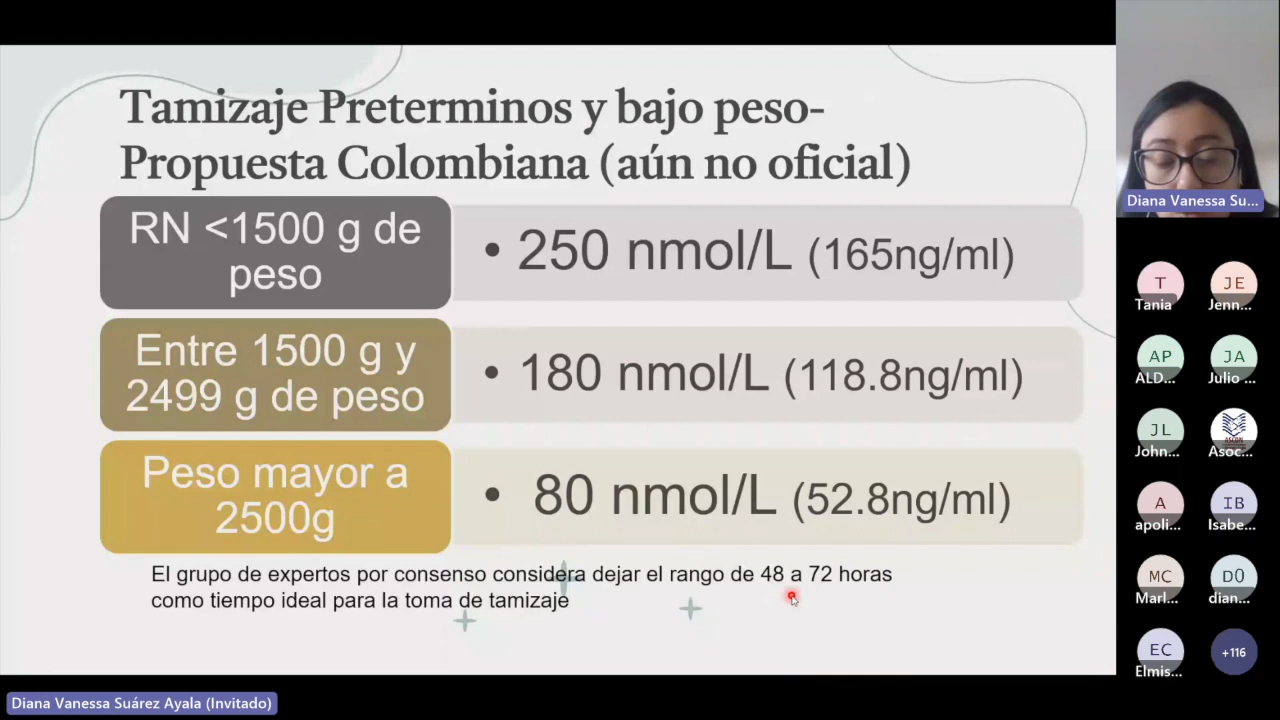 Tamizaje Preterminos y bajo peso-
Propuesta Colombiana (aún no oficial)
RN <1500 g de
peso
• 250 nmol/L (165ng/ml)
Entre 1500 g y
2499 g de peso
• 180 nmol/L (118.8ng/ml)
Peso mayor a
2500g
• 80 nmol/L (52.8ng/ml)
El grupo de expertos por consenso considera dejar el rango de 48 a 72 horas
como tiempo ideal para la toma de tamizaje
Diana Vanessa Su...
T
Tania
JE
Jenn...
AP
ALD...
JA
Julio ...
JL
John...
Asoc...
A
apoli...
IB
Isabe...
MC
Marl...
D0
dian...
EC
Elmis...
+116
Diana Vanessa Suárez Ayala (Invitado)